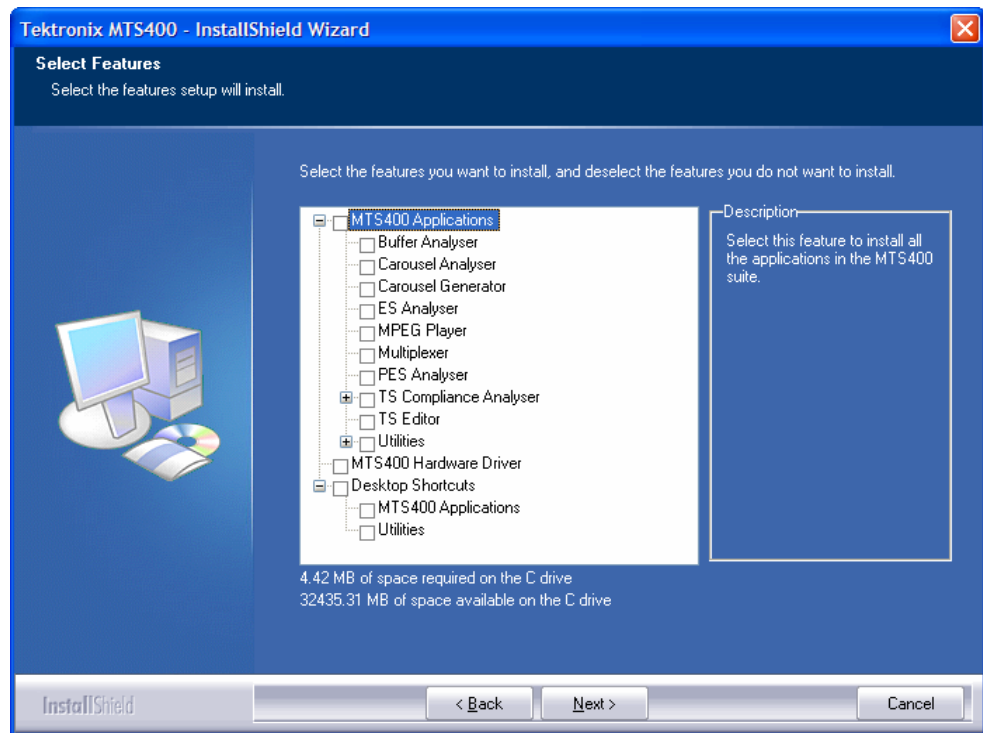 Tektronix MTS400 - InstallShield Wizard
Select Features
Select the features setup will install.
Select the features you want to install, and deselect the features you do not want to install.
MTS400 Applications
Buffer Analyser
Carousel Analyser
Carousel Generator
ES Analyser
MPEG Player
Multiplexer
PES Analyser
TS Compliance Analyser
TS Editor
Utilities
MTS400 Hardware Driver
Desktop Shortcuts
MTS400 Applications
Utilities
Description
Select this feature to install all
the applications in the MTS400
suite.
4.42 MB of space required on the C drive
32435.31 MB of space available on the C drive
InstallShield
< Back
Next >
Cancel